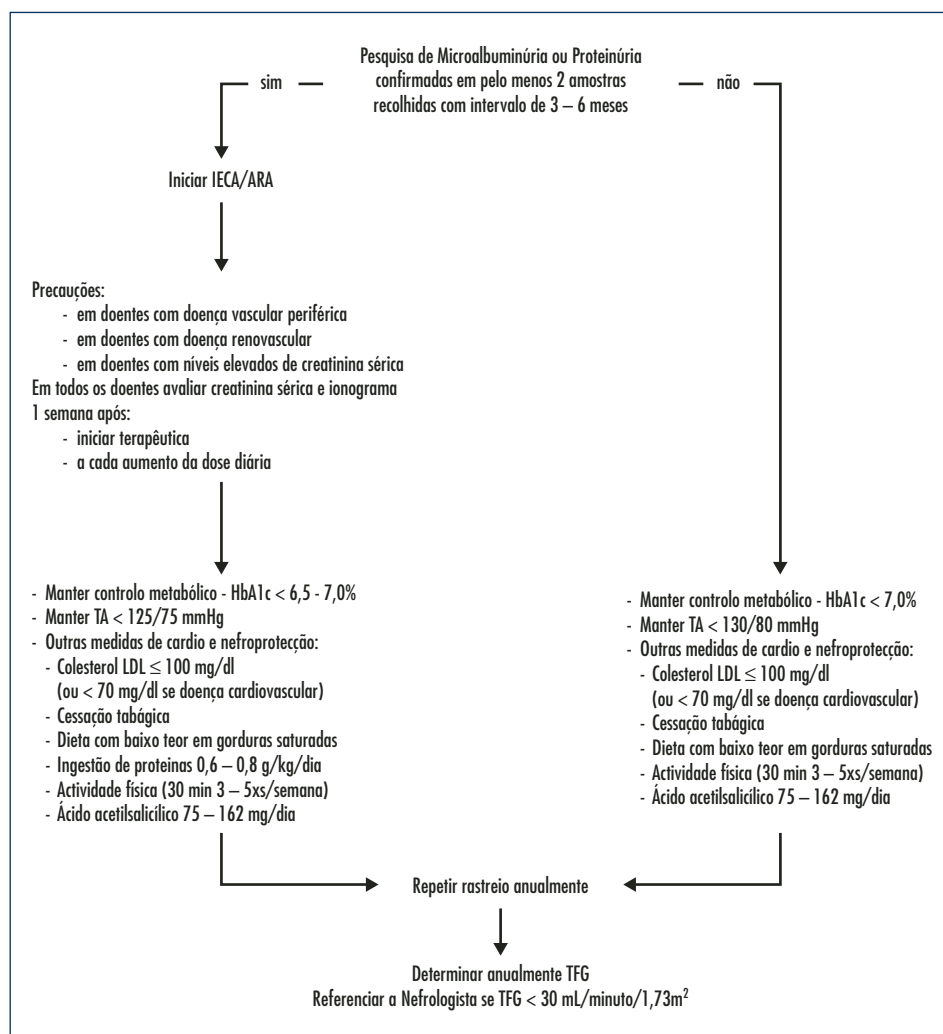 Pesquisa de Microalbuminúria ou Proteinúria
sim
confirmadas em pelo menos 2 amostras
não
recolhidas com intervalo de 3 – 6 meses
Iniciar IECA/ARA
Precauções:
- em doentes com doença vascular periférica
- em doentes com doença renovascular
- em doentes com níveis elevados de creatinina sérica
Em todos os doentes avaliar creatinina sérica e ionograma
1 semana após:
- iniciar terapêutica
- a cada aumento da dose diária
- Manter controlo metabólico - HbA1c < 6,5 - 7,0%
- Manter TA < 125/75 mmHg
- Outras medidas de cardio e nefroprotecção:
- Colesterol LDL ≤ 100 mg/dl
(ou < 70 mg/dl se doença cardiovascular)
- Cessação tabágica
- Dieta com baixo teor em gorduras saturadas
- Ingestão de proteinas 0,6 – 0,8 g/kg/dia
- Actividade física (30 min 3 – 5xs/semana)
- Ácido acetilsalicílico 75 – 162 mg/dia
- Manter controlo metabólico - HbA1c < 7,0%
- Manter TA < 130/80 mmHg
- Outras medidas de cardio e nefroprotecção:
- Colesterol LDL ≤ 100 mg/dl
(ou < 70 mg/dl se doença cardiovascular)
- Cessação tabágica
- Dieta com baixo teor em gorduras saturadas
- Actividade física (30 min 3 – 5xs/semana)
- Ácido acetilsalicílico 75 – 162 mg/dia
Repetir rastreio anualmente
Determinar anualmente TFG
Referenciar a Nefrologista se TFG < 30 mL/minuto/1,73m²